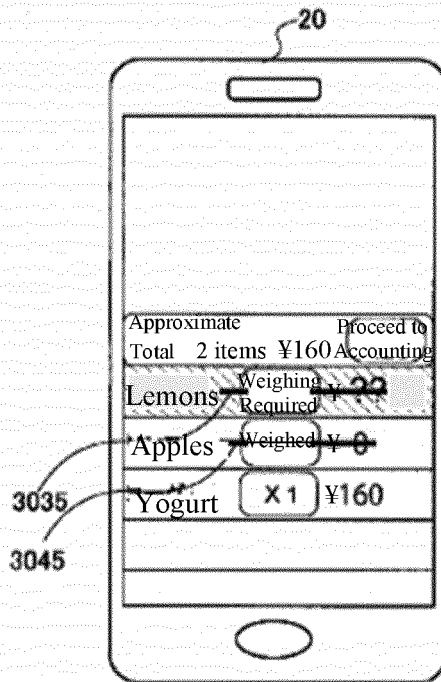 20
Approximate
Total 2 items ¥160
Proceed to
Accounting
Lemons Weighing
Required ¥ ??
Apples Weighed ¥ 0
Yogurt X 1 ¥160
3035
3045